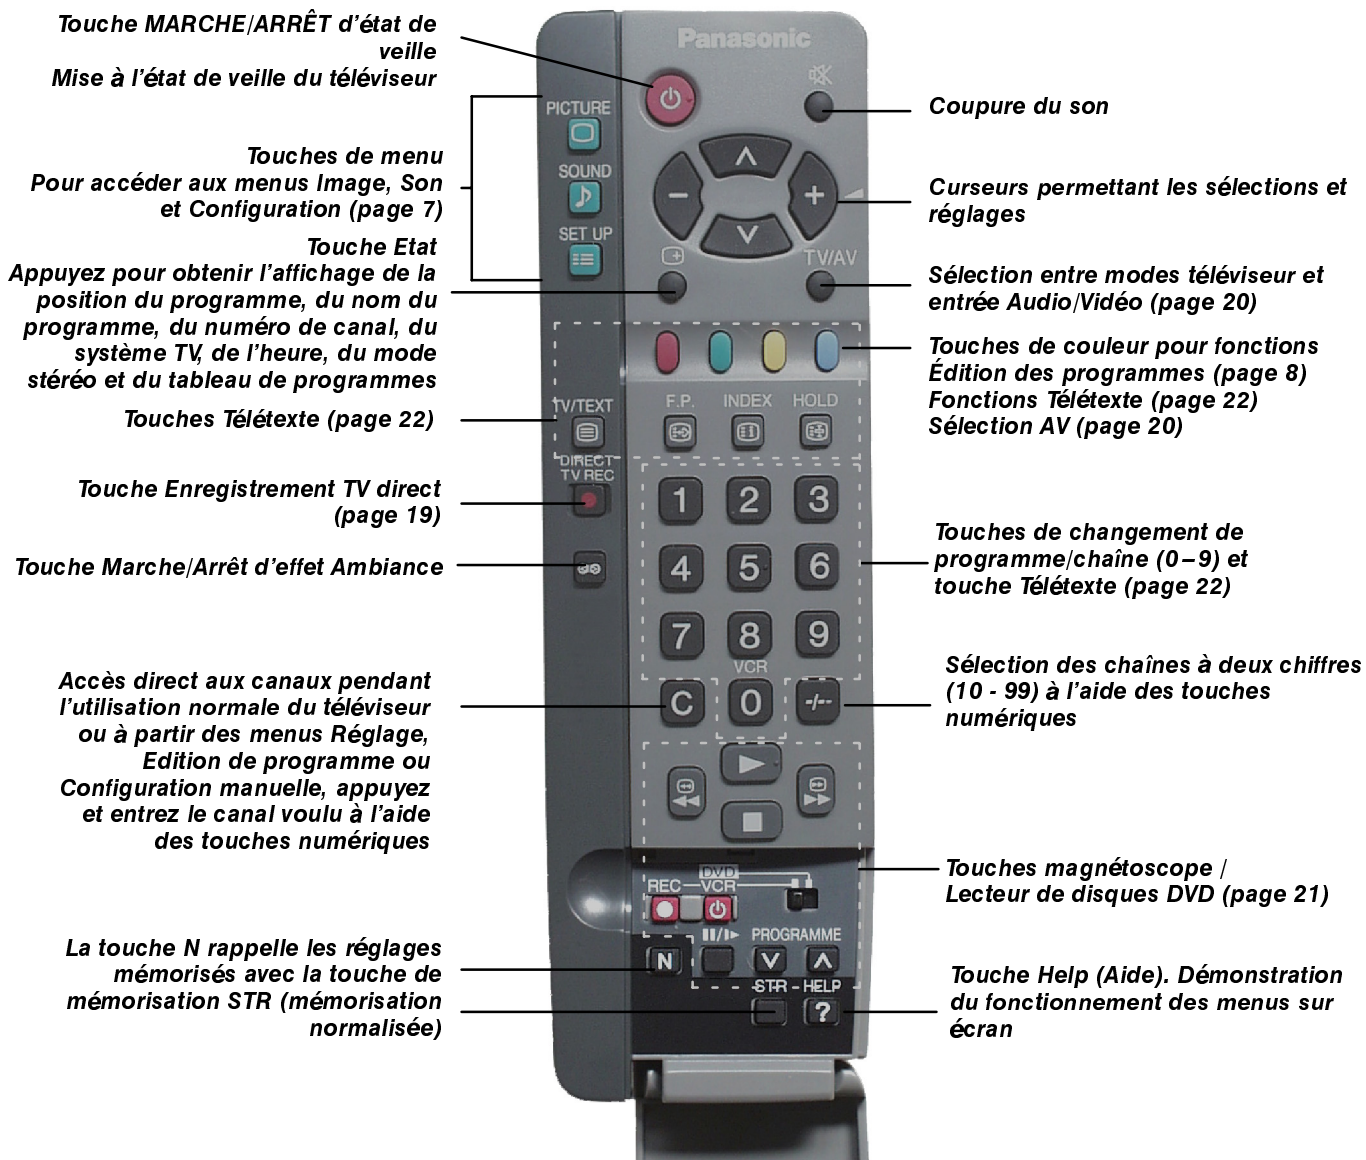 Touche MARCHE/ARRÊT d’état de
veille
Mise à l’état de veille du téléviseur
Touches de menu
Pour accéder aux menus Image, Son
et Configuration (page 7)
Touche Etat
Appuyez pour obtenir l’affichage de la
position du programme, du nom du
programme, du numéro de canal, du
système TV, de l’heure, du mode
stéréo et du tableau de programmes
Touches Télétexte (page 22)
Touche Enregistrement TV direct
(page 19)
Touche Marche/Arrêt d’effet Ambiance
Accès direct aux canaux pendant
l’utilisation normale du téléviseur
ou à partir des menus Réglage,
Edition de programme ou
Configuration manuelle, appuyez
et entrez le canal voulu à l’aide
des touches numériques
La touche N rappelle les réglages
mémorisés avec la touche de
mémorisation STR (mémorisation
normalisée)
Panasonic
PICTURE
SOUND
SET UP
TV/AV
TV/TEXT
F.P.
INDEX
HOLD
DIRECT
TV REC
1 2 3
4 5 6
7 8 9
VCR
C 0 -/--
DVD
REC VCR
PROGRAMME
N
STR HELP
?
Coupure du son
Curseurs permettant les sélections et
réglages
Sélection entre modes téléviseur et
entrée Audio/Vidéo (page 20)
Touches de couleur pour fonctions
Édition des programmes (page 8)
Fonctions Télétexte (page 22)
Sélection AV (page 20)
Touches de changement de
programme/chaîne (0–9) et
touche Télétexte (page 22)
Sélection des chaînes à deux chiffres
(10 - 99) à l’aide des touches
numériques
Touches magnétoscope /
Lecteur de disques DVD (page 21)
Touche Help (Aide). Démonstration
du fonctionnement des menus sur
écran